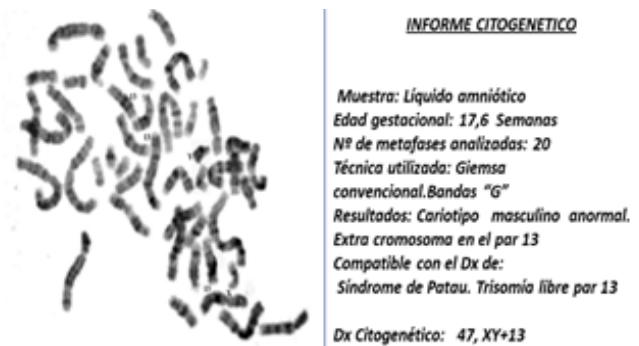 INFORME CITOGENETICO
Muestra: Líquido amniótico
Edad gestacional: 17,6 Semanas
Nº de metafases analizadas: 20
Técnica utilizada: Giemsa
convencional.Bandas "G"
Resultados: Cariotipo masculino anormal.
Extra cromosoma en el par 13
Compatible con el Dx de:
Síndrome de Patau. Trisomía libre par 13
Dx Citogenético: 47, XY+13